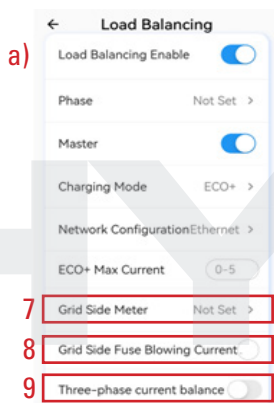 ← Load Balancing
a) Load Balancing Enable
Phase Not Set >
Master
Charging Mode ECO+ >
Network Configuration Ethernet >
ECO+ Max Current 0-5
7 Grid Side Meter Not Set >
8 Grid Side Fuse Blowing Current
9 Three-phase current balance